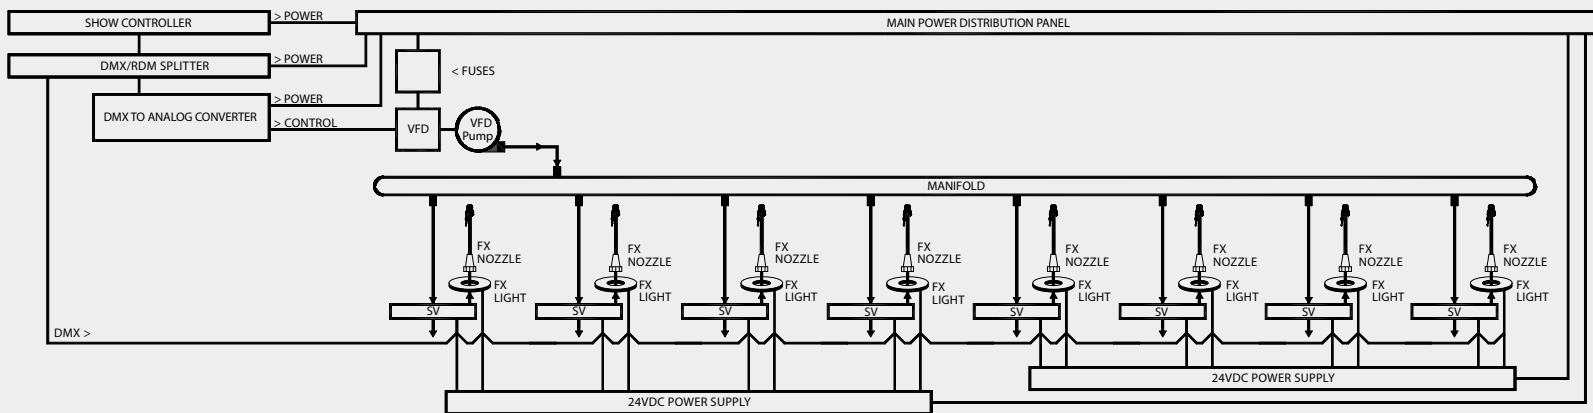 SHOW CONTROLLER
> POWER
MAIN POWER DISTRIBUTION PANEL
DMX/RDM SPLITTER
> POWER
< FUSES
DMX TO ANALOG CONVERTER
> POWER
> CONTROL
VFD
VFD
Pump
MANIFOLD
FX
NOZZLE
FX
LIGHT
SV
FX
NOZZLE
FX
LIGHT
SV
FX
NOZZLE
FX
LIGHT
SV
FX
NOZZLE
FX
LIGHT
SV
FX
NOZZLE
FX
LIGHT
SV
FX
NOZZLE
FX
LIGHT
SV
FX
NOZZLE
FX
LIGHT
SV
FX
NOZZLE
FX
LIGHT
SV
DMX >
24VDC POWER SUPPLY
24VDC POWER SUPPLY